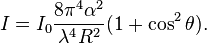 I = I_0 \frac{8\pi^4\alpha^2}{\lambda^4 R^2}(1 + \cos^2\theta).